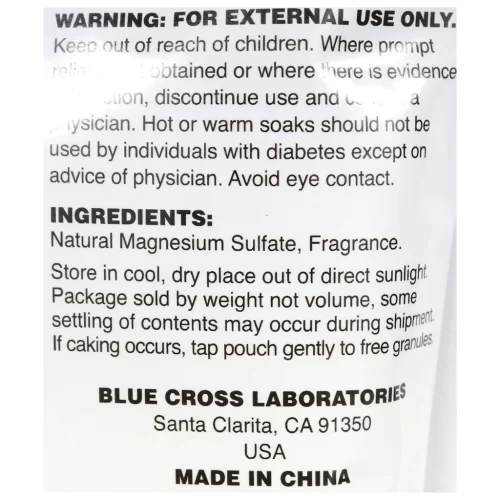 WARNING: FOR EXTERNAL USE ONLY.
Keep out of reach of children. Where prompt
obtained or where there is evidence
discontinue use and a
physician. Hot or warm soaks should not be
used by individuals with diabetes except on
advice of physician. Avoid eye contact.
INGREDIENTS:
Natural Magnesium Sulfate, Fragrance.
Store in cool, dry place out of direct sunlight.
Package sold by weight not volume, some
settling of contents may occur during shipment.
If caking occurs, tap pouch gently to free granules.
BLUE CROSS LABORATORIES
Santa Clarita, CA 91350
USA
MADE IN CHINA